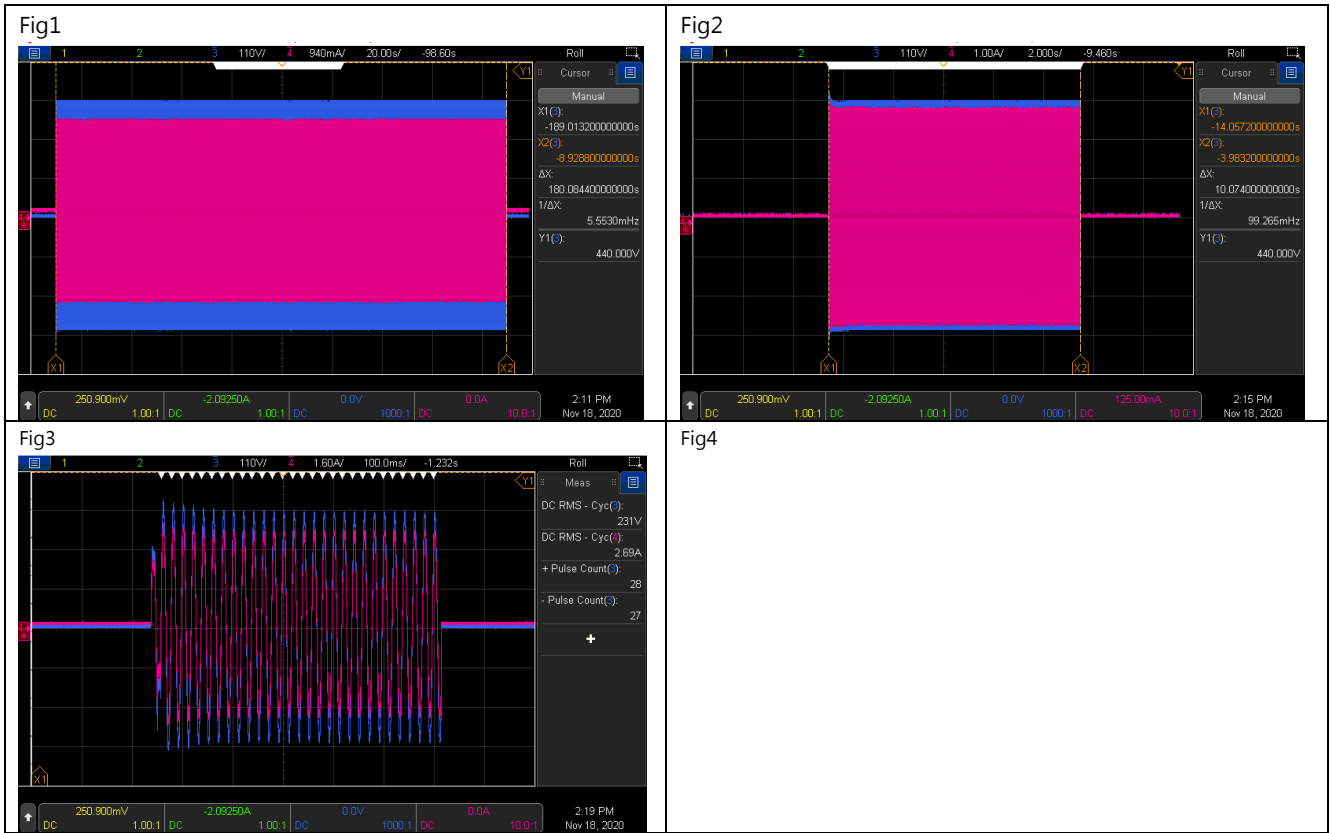 Fig1
1 2 3 110V/ 4 940mA/ 20.00s/ -98.60s Roll
Y1
Cursor
Manual
X1(3):
-189.013200000000s
X2(3):
-8.928800000000s
ΔX:
180.084400000000s
1/ΔX:
5.5530mHz
Y1(3):
440.000V
X1 X2
250.900mV -2.09250A 0.0V 0.0A 2:11 PM
DC 1.00:1 DC 1.00:1 DC 1000:1 DC 10.0:1 Nov 18, 2020
Fig2
1 2 3 110V/ 4 1.00A/ 2.000s/ -9.460s Roll
Y1
Cursor
Manual
X1(3):
-14.057200000000s
X2(3):
-3.983200000000s
ΔX:
10.074000000000s
1/ΔX:
99.265mHz
Y1(3):
440.000V
X1 X2
250.900mV -2.09250A 0.0V 125.00mA 2:15 PM
DC 1.00:1 DC 1.00:1 DC 1000:1 DC 10.0:1 Nov 18, 2020
Fig3
1 2 3 110V/ 4 1.60A/ 100.0ms/ -1.232s Roll
Y1
Meas
DC RMS - Cyc(3):
231V
DC RMS - Cyc(4):
2.69A
+ Pulse Count(3):
28
- Pulse Count(3):
27
+
X1
250.900mV -2.09250A 0.0V 0.0A 2:19 PM
DC 1.00:1 DC 1.00:1 DC 1000:1 DC 10.0:1 Nov 18, 2020
Fig4